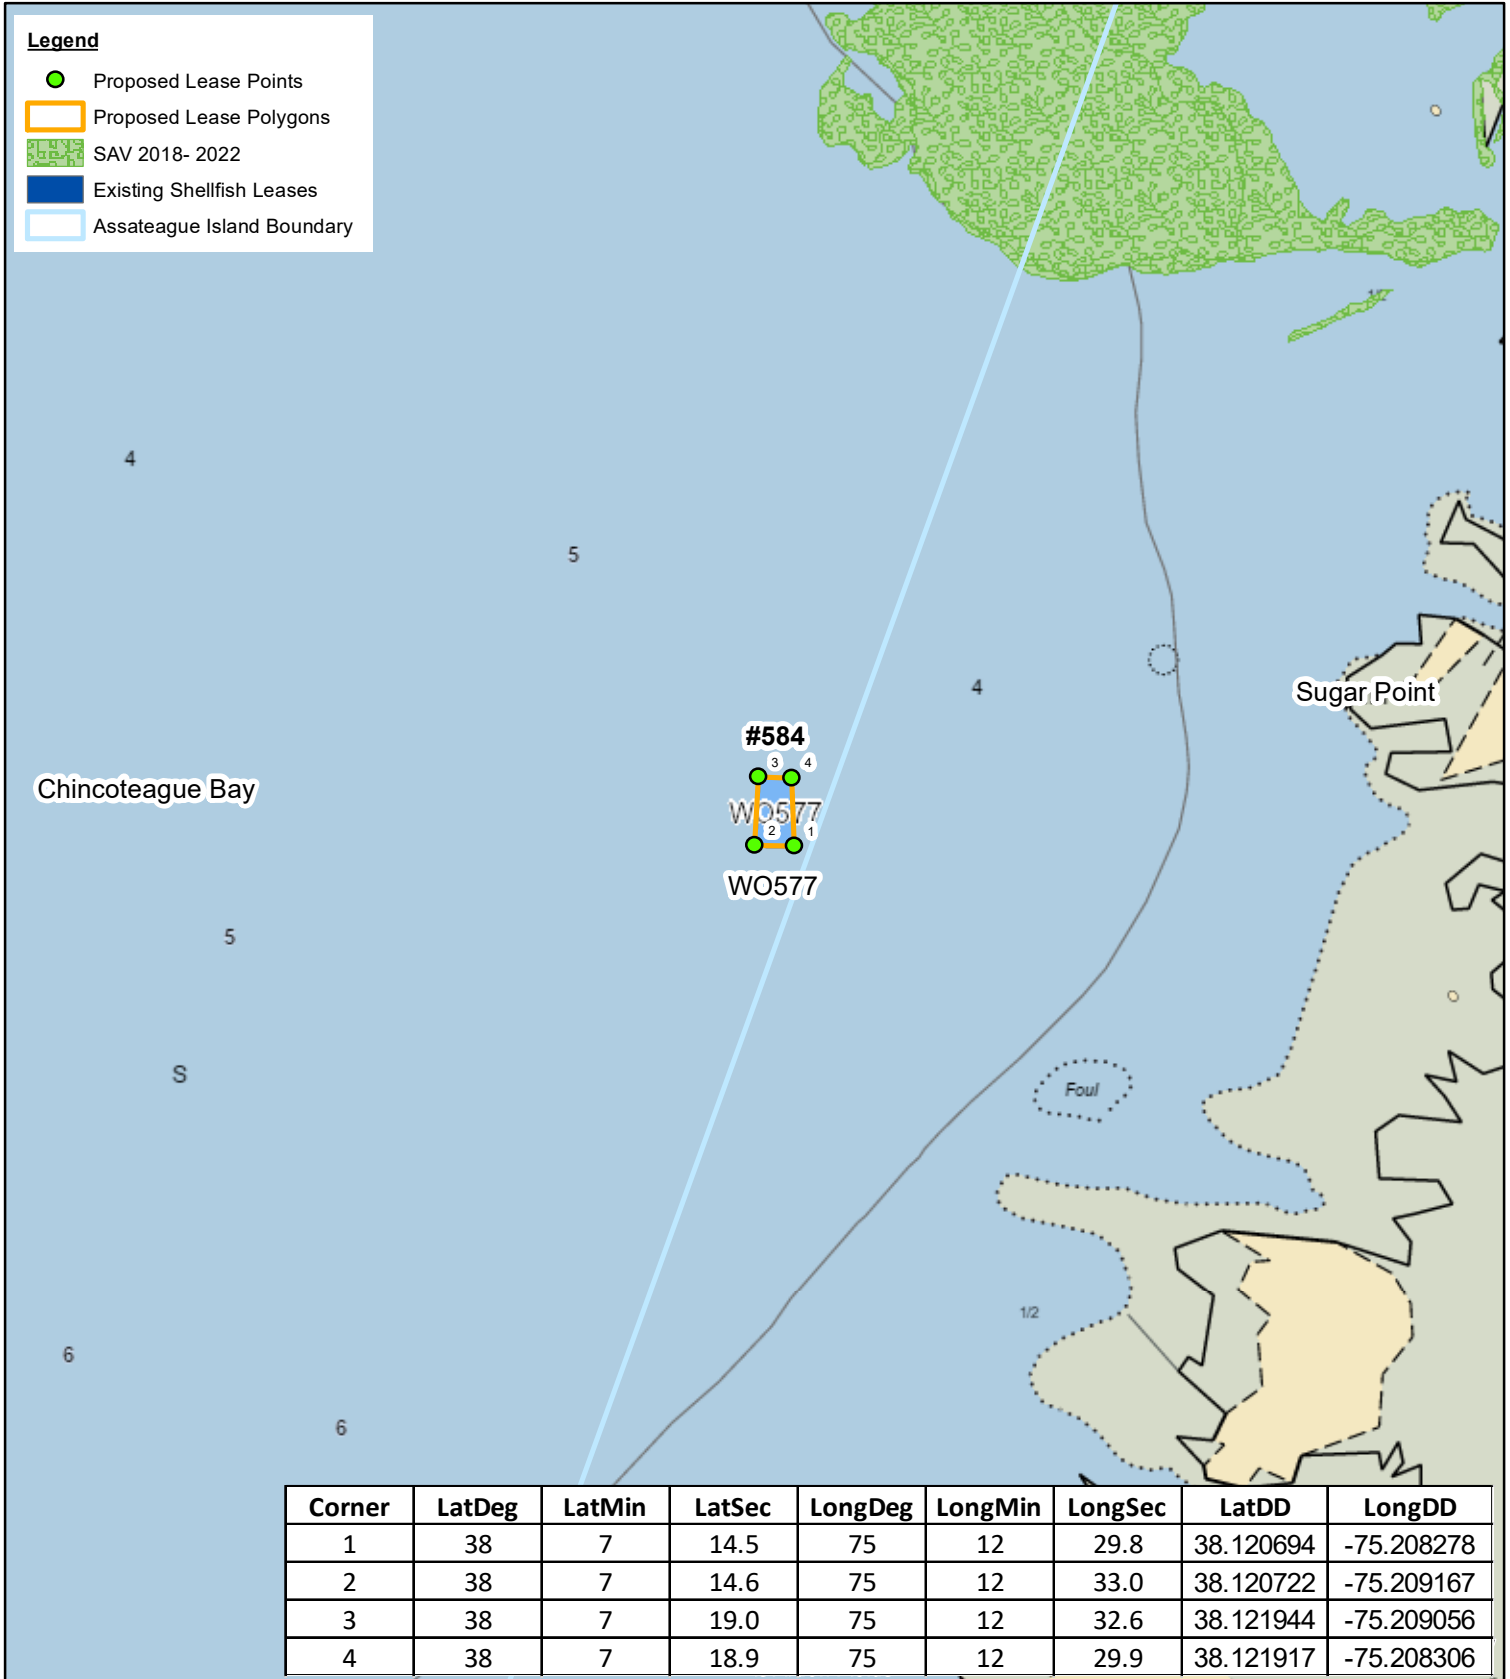 Legend
Proposed Lease Points
Proposed Lease Polygons
SAV 2018- 2022
Existing Shellfish Leases
Assateague Island Boundary
1/2
4
5
4
Sugar Point
#584
3 4
Chincoteague Bay
WO577
2 1
WO577
5
S
Foul
1/2
6
6
Corner LatDeg LatMin LatSec LongDeg LongMin LongSec LatDD LongDD
1 38 7 14.5 75 12 29.8 38.120694 -75.208278
2 38 7 14.6 75 12 33.0 38.120722 -75.209167
3 38 7 19.0 75 12 32.6 38.121944 -75.209056
4 38 7 18.9 75 12 29.9 38.121917 -75.208306